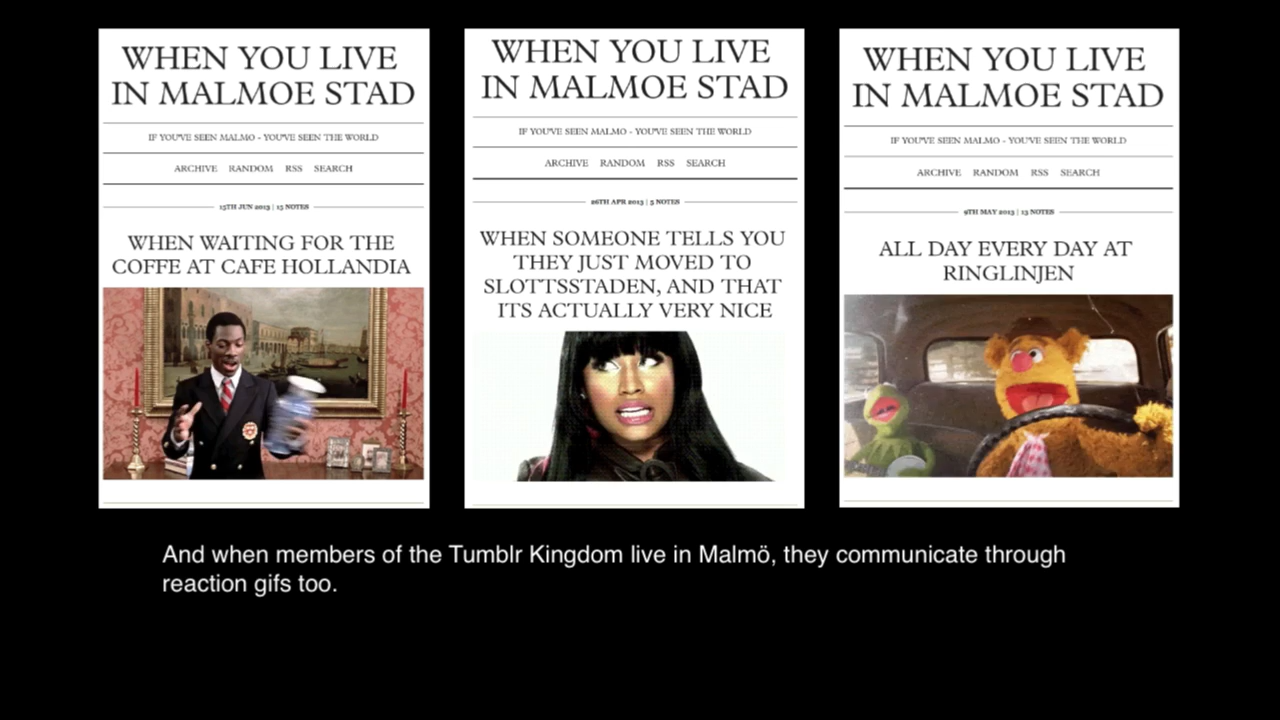 WHEN YOU LIVE
IN MALMOE STAD
IF YOU'VE SEEN MALMO - YOU'VE SEEN THE WORLD
ARCHIVE RANDOM RSS SEARCH
15TH JUN 2013 | 15 NOTES
WHEN WAITING FOR THE
COFFE AT CAFE HOLLANDIA
WHEN YOU LIVE
IN MALMOE STAD
IF YOU'VE SEEN MALMO - YOU'VE SEEN THE WORLD
ARCHIVE RANDOM RSS SEARCH
26TH APR 2013 | 5 NOTES
WHEN SOMEONE TELLS YOU
THEY JUST MOVED TO
SLOTTSSTADEN, AND THAT
ITS ACTUALLY VERY NICE
WHEN YOU LIVE
IN MALMOE STAD
IF YOU'VE SEEN MALMO - YOU'VE SEEN THE WORLD
ARCHIVE RANDOM RSS SEARCH
9TH MAY 2013 | 13 NOTES
ALL DAY EVERY DAY AT
RINGLINJEN
And when members of the Tumblr Kingdom live in Malmö, they communicate through
reaction gifs too.